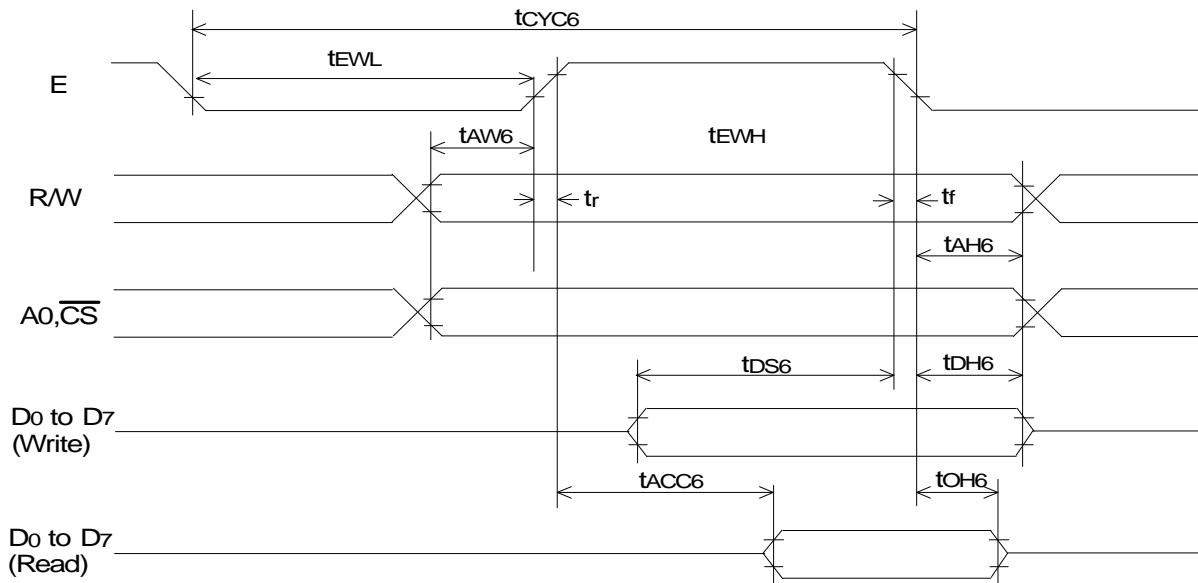 tCYC6
tEWL
E
tAW6
tEWH
R/W
tr
tf
tAH6
A0,C̅S̅
tDS6
tDH6
D0 to D7
(Write)
tACC6
tOH6
D0 to D7
(Read)